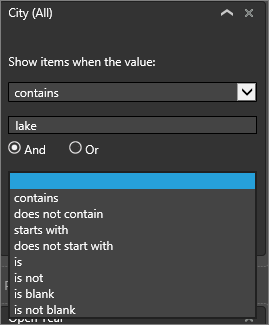 City (All)
Show items when the value:
contains
lake
And Or
contains
does not contain
starts with
does not start with
is
is not
is blank
is not blank
Open Year